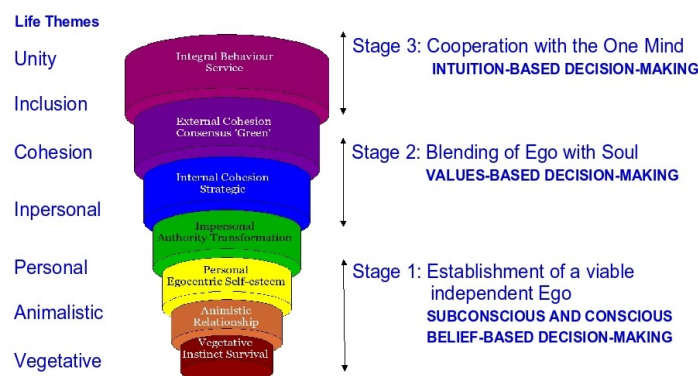 Life Themes
Unity
Inclusion
Cohesion
Inpersonal
Personal
Animalistic
Vegetative
Integral Behaviour
Service
External Cohesion
Consensus 'Green'
Internal Cohesion
Strategic
Impersonal
Authority Transformation
Personal
Egocentric Self-esteem
Animistic
Relationship
Vegetative
Instinct Survival
Stage 3: Cooperation with the One Mind
INTUITION-BASED DECISION-MAKING
Stage 2: Blending of Ego with Soul
VALUES-BASED DECISION-MAKING
Stage 1: Establishment of a viable
independent Ego
SUBCONSCIOUS AND CONSCIOUS
BELIEF-BASED DECISION-MAKING